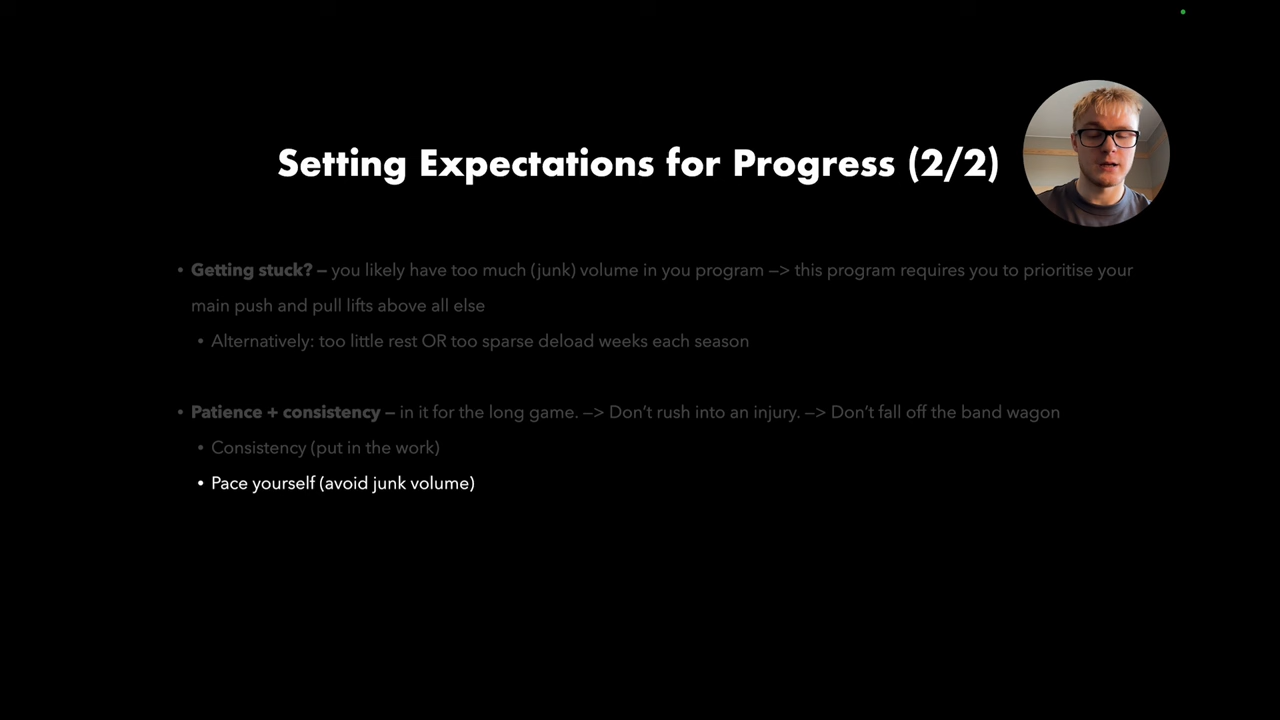 Setting Expectations for Progress (2/2)
• Getting stuck? – you likely have too much (junk) volume in you program —> this program requires you to prioritise your
main push and pull lifts above all else
• Alternatively: too little rest OR too sparse deload weeks each season
• Patience + consistency – in it for the long game. —> Don't rush into an injury. —> Don't fall off the band wagon
• Consistency (put in the work)
• Pace yourself (avoid junk volume)